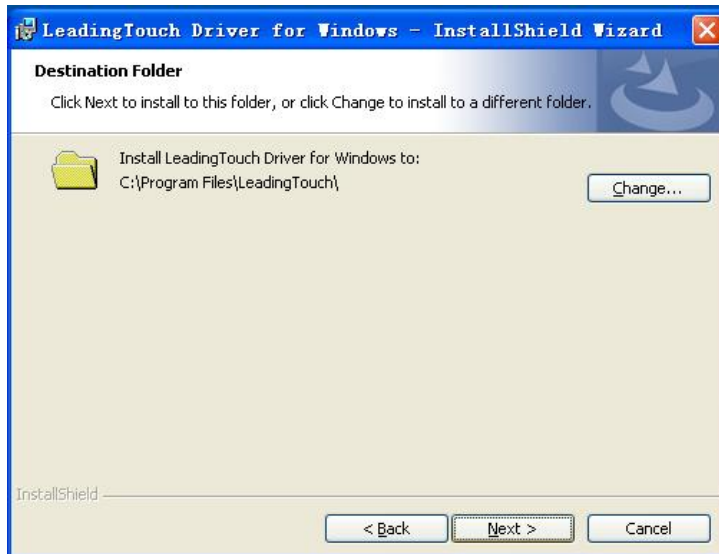 LeadingTouch Driver for Windows - InstallShield Wizard
Destination Folder
Click Next to install to this folder, or click Change to install to a different folder.
Install LeadingTouch Driver for Windows to:
C:\Program Files\LeadingTouch\
Change...
InstallShield
< Back
Next >
Cancel